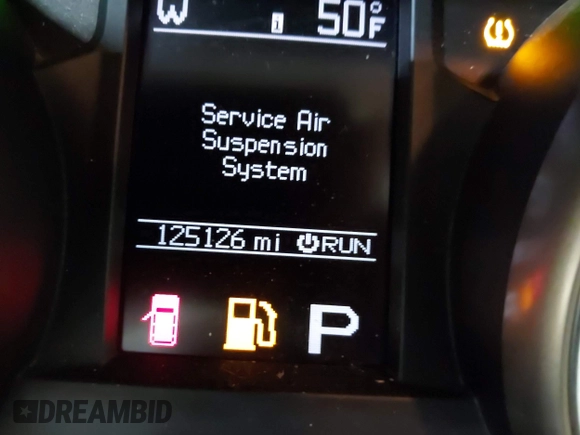 W 50°F
Service Air
Suspension
System
125126 mi RUN
P
DREAMBID